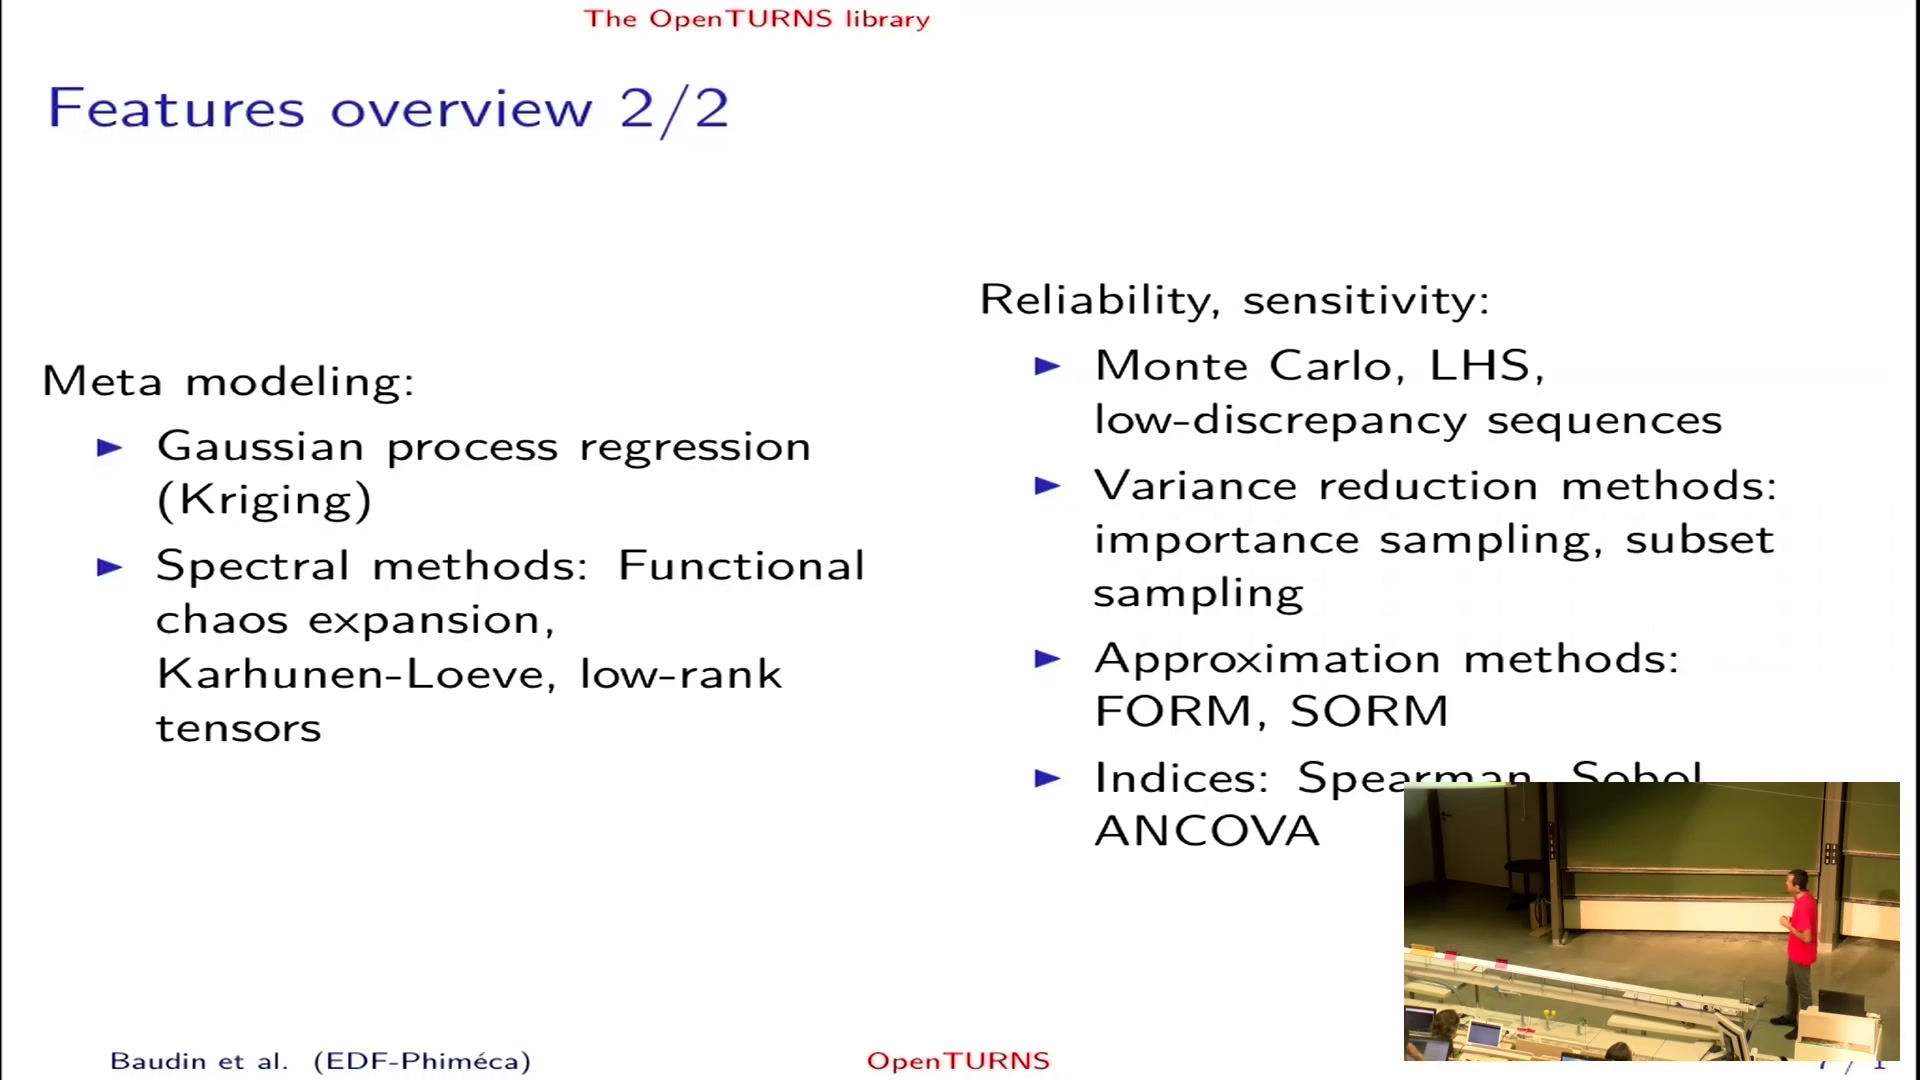 The OpenTURNS library
Features overview 2/2
Meta modeling:
► Gaussian process regression
(Kriging)
► Spectral methods: Functional
chaos expansion,
Karhunen-Loeve, low-rank
tensors
Reliability, sensitivity:
► Monte Carlo, LHS,
low-discrepancy sequences
► Variance reduction methods:
importance sampling, subset
sampling
► Approximation methods:
FORM, SORM
► Indices: Spearman, Sobol,
ANCOVA
Baudin et al. (EDF-Phiméca)
OpenTURNS
7 / 1